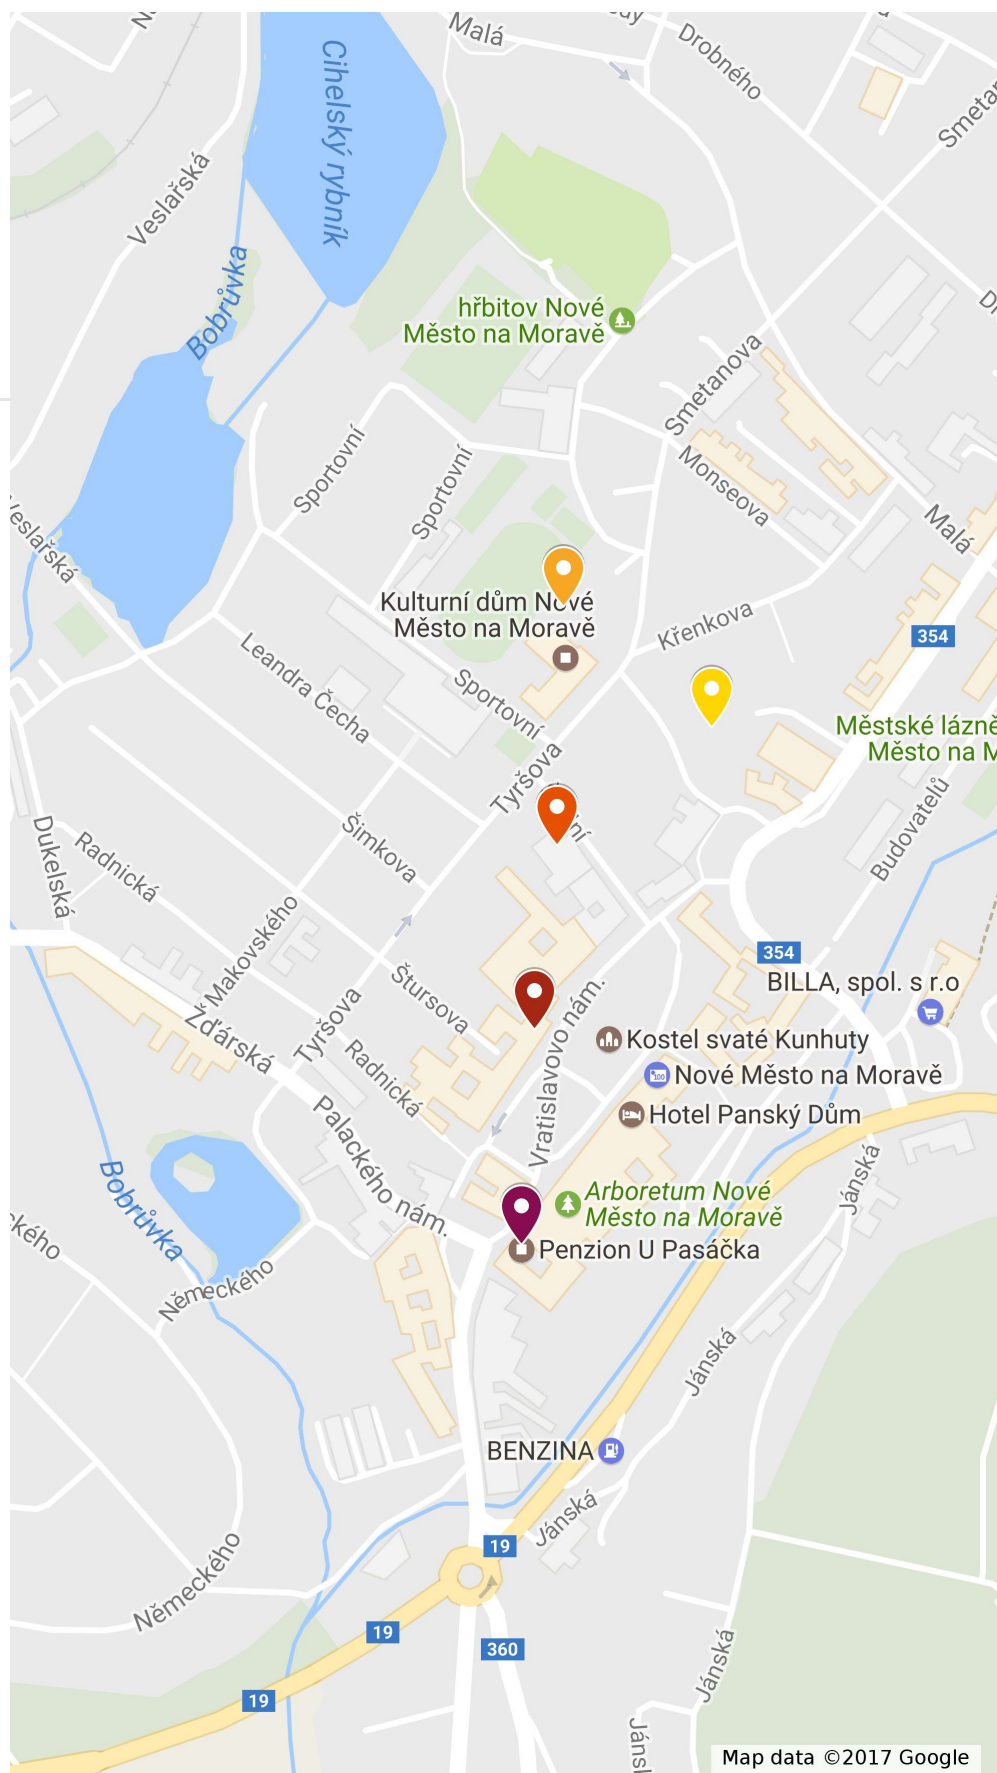 Malá
Drobného
Smeta
Cihelský rybník
Veslařská
Bobrůvka
hřbitov Nové
Město na Moravě
Smetanova
Sportovní
Sportovní
Monseova
Malá
Veslařská
Kulturní dům Nové
Město na Moravě
Křenkova
354
Leandra Čecha
Sportovní
Městské lázně
Město na M
Tyršova
Budovatelů
Dukelská
Radnická
Šimkova
Makovského
354
BILLA, spol. s r.o
Štursova
Vratislavovo nám.
Žďárská
Tyršova
Kostel svaté Kunhuty
Radnická
Nové Město na Moravě
Hotel Panský Dům
Palackého nám.
Bobrůvka
Jánská
Arboretum Nové
Město na Moravě
Penzion U Pasáčka
Německého
Jánská
BENZINA
Jánská
19
Německého
19
360
Jánská
19
Jánsl
Map data ©2017 Google